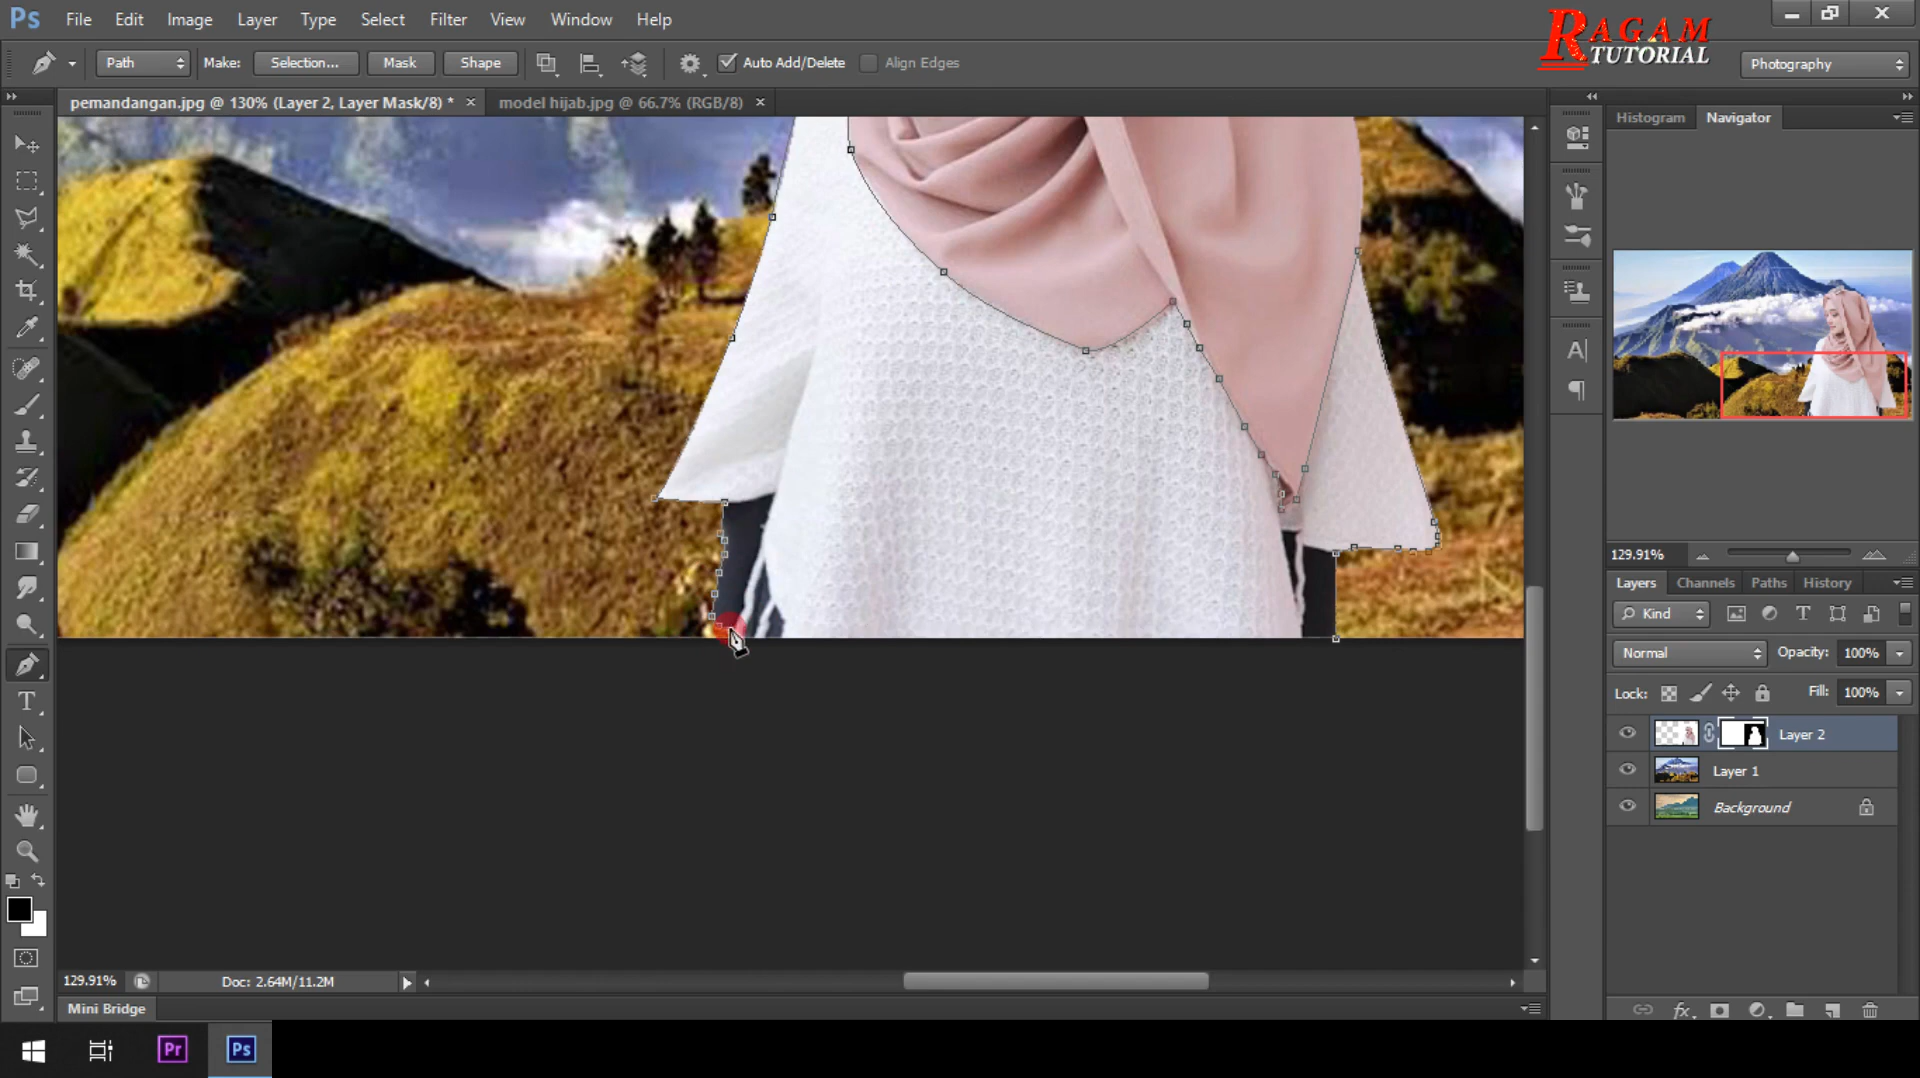 Ps File Edit Image Layer Type Select Filter View Window Help
RAGAM
TUTORIAL
Path Make: Selection... Mask Shape Auto Add/Delete Align Edges Photography
pemandangan.jpg @ 130% (Layer 2, Layer Mask/8) * model hijab.jpg @ 66.7% (RGB/8)
Histogram Navigator
129.91%
Layers Channels Paths History
Kind
Normal Opacity: 100%
Lock: Fill: 100%
Layer 2
Layer 1
Background
129.91% Doc: 2.64M/11.2M
Mini Bridge
Pr Ps